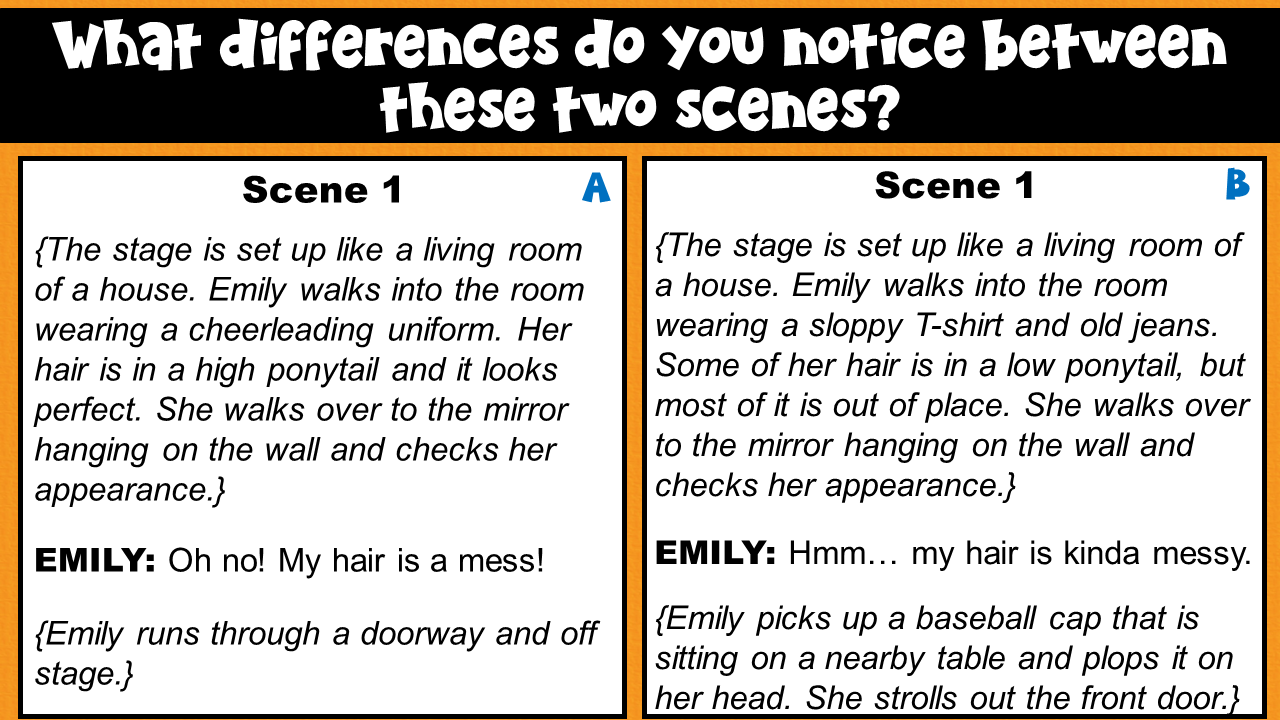 What differences do you notice between
these two scenes?
Scene 1
A
{The stage is set up like a living room
of a house. Emily walks into the room
wearing a cheerleading uniform. Her
hair is in a high ponytail and it looks
perfect. She walks over to the mirror
hanging on the wall and checks her
appearance.}
EMILY: Oh no! My hair is a mess!
{Emily runs through a doorway and off
stage.}
Scene 1
B
{The stage is set up like a living room of
a house. Emily walks into the room
wearing a sloppy T-shirt and old jeans.
Some of her hair is in a low ponytail, but
most of it is out of place. She walks over
to the mirror hanging on the wall and
checks her appearance.}
EMILY: Hmm… my hair is kinda messy.
{Emily picks up a baseball cap that is
sitting on a nearby table and plops it on
her head. She strolls out the front door.}